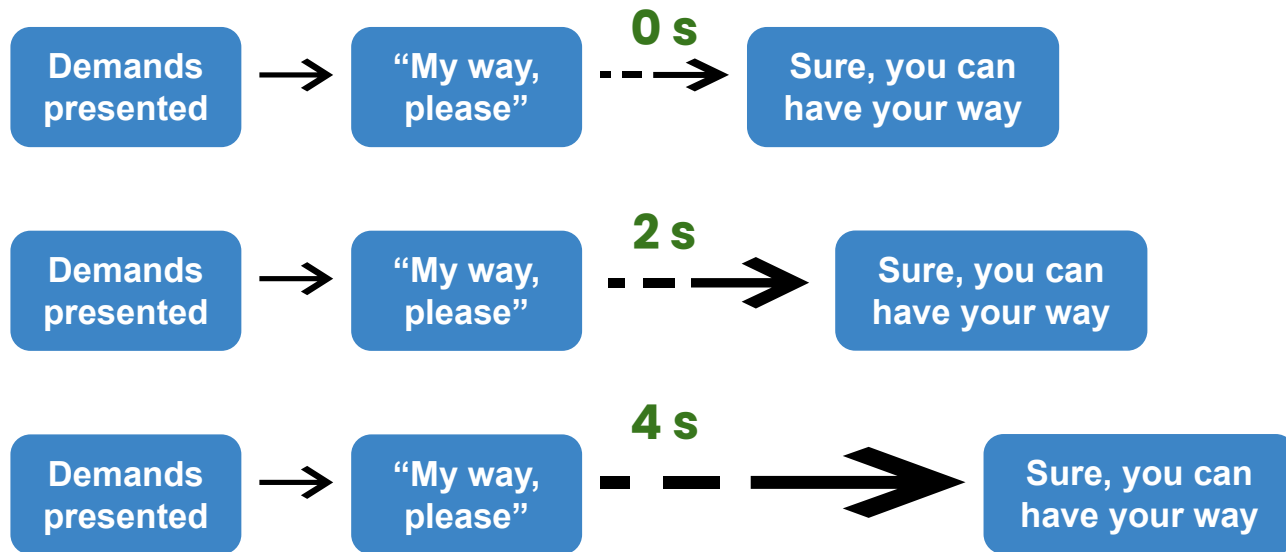 0 s
Demands
presented
“My way,
please”
Sure, you can
have your way
2 s
Demands
presented
“My way,
please”
Sure, you can
have your way
4 s
Demands
presented
“My way,
please”
Sure, you can
have your way